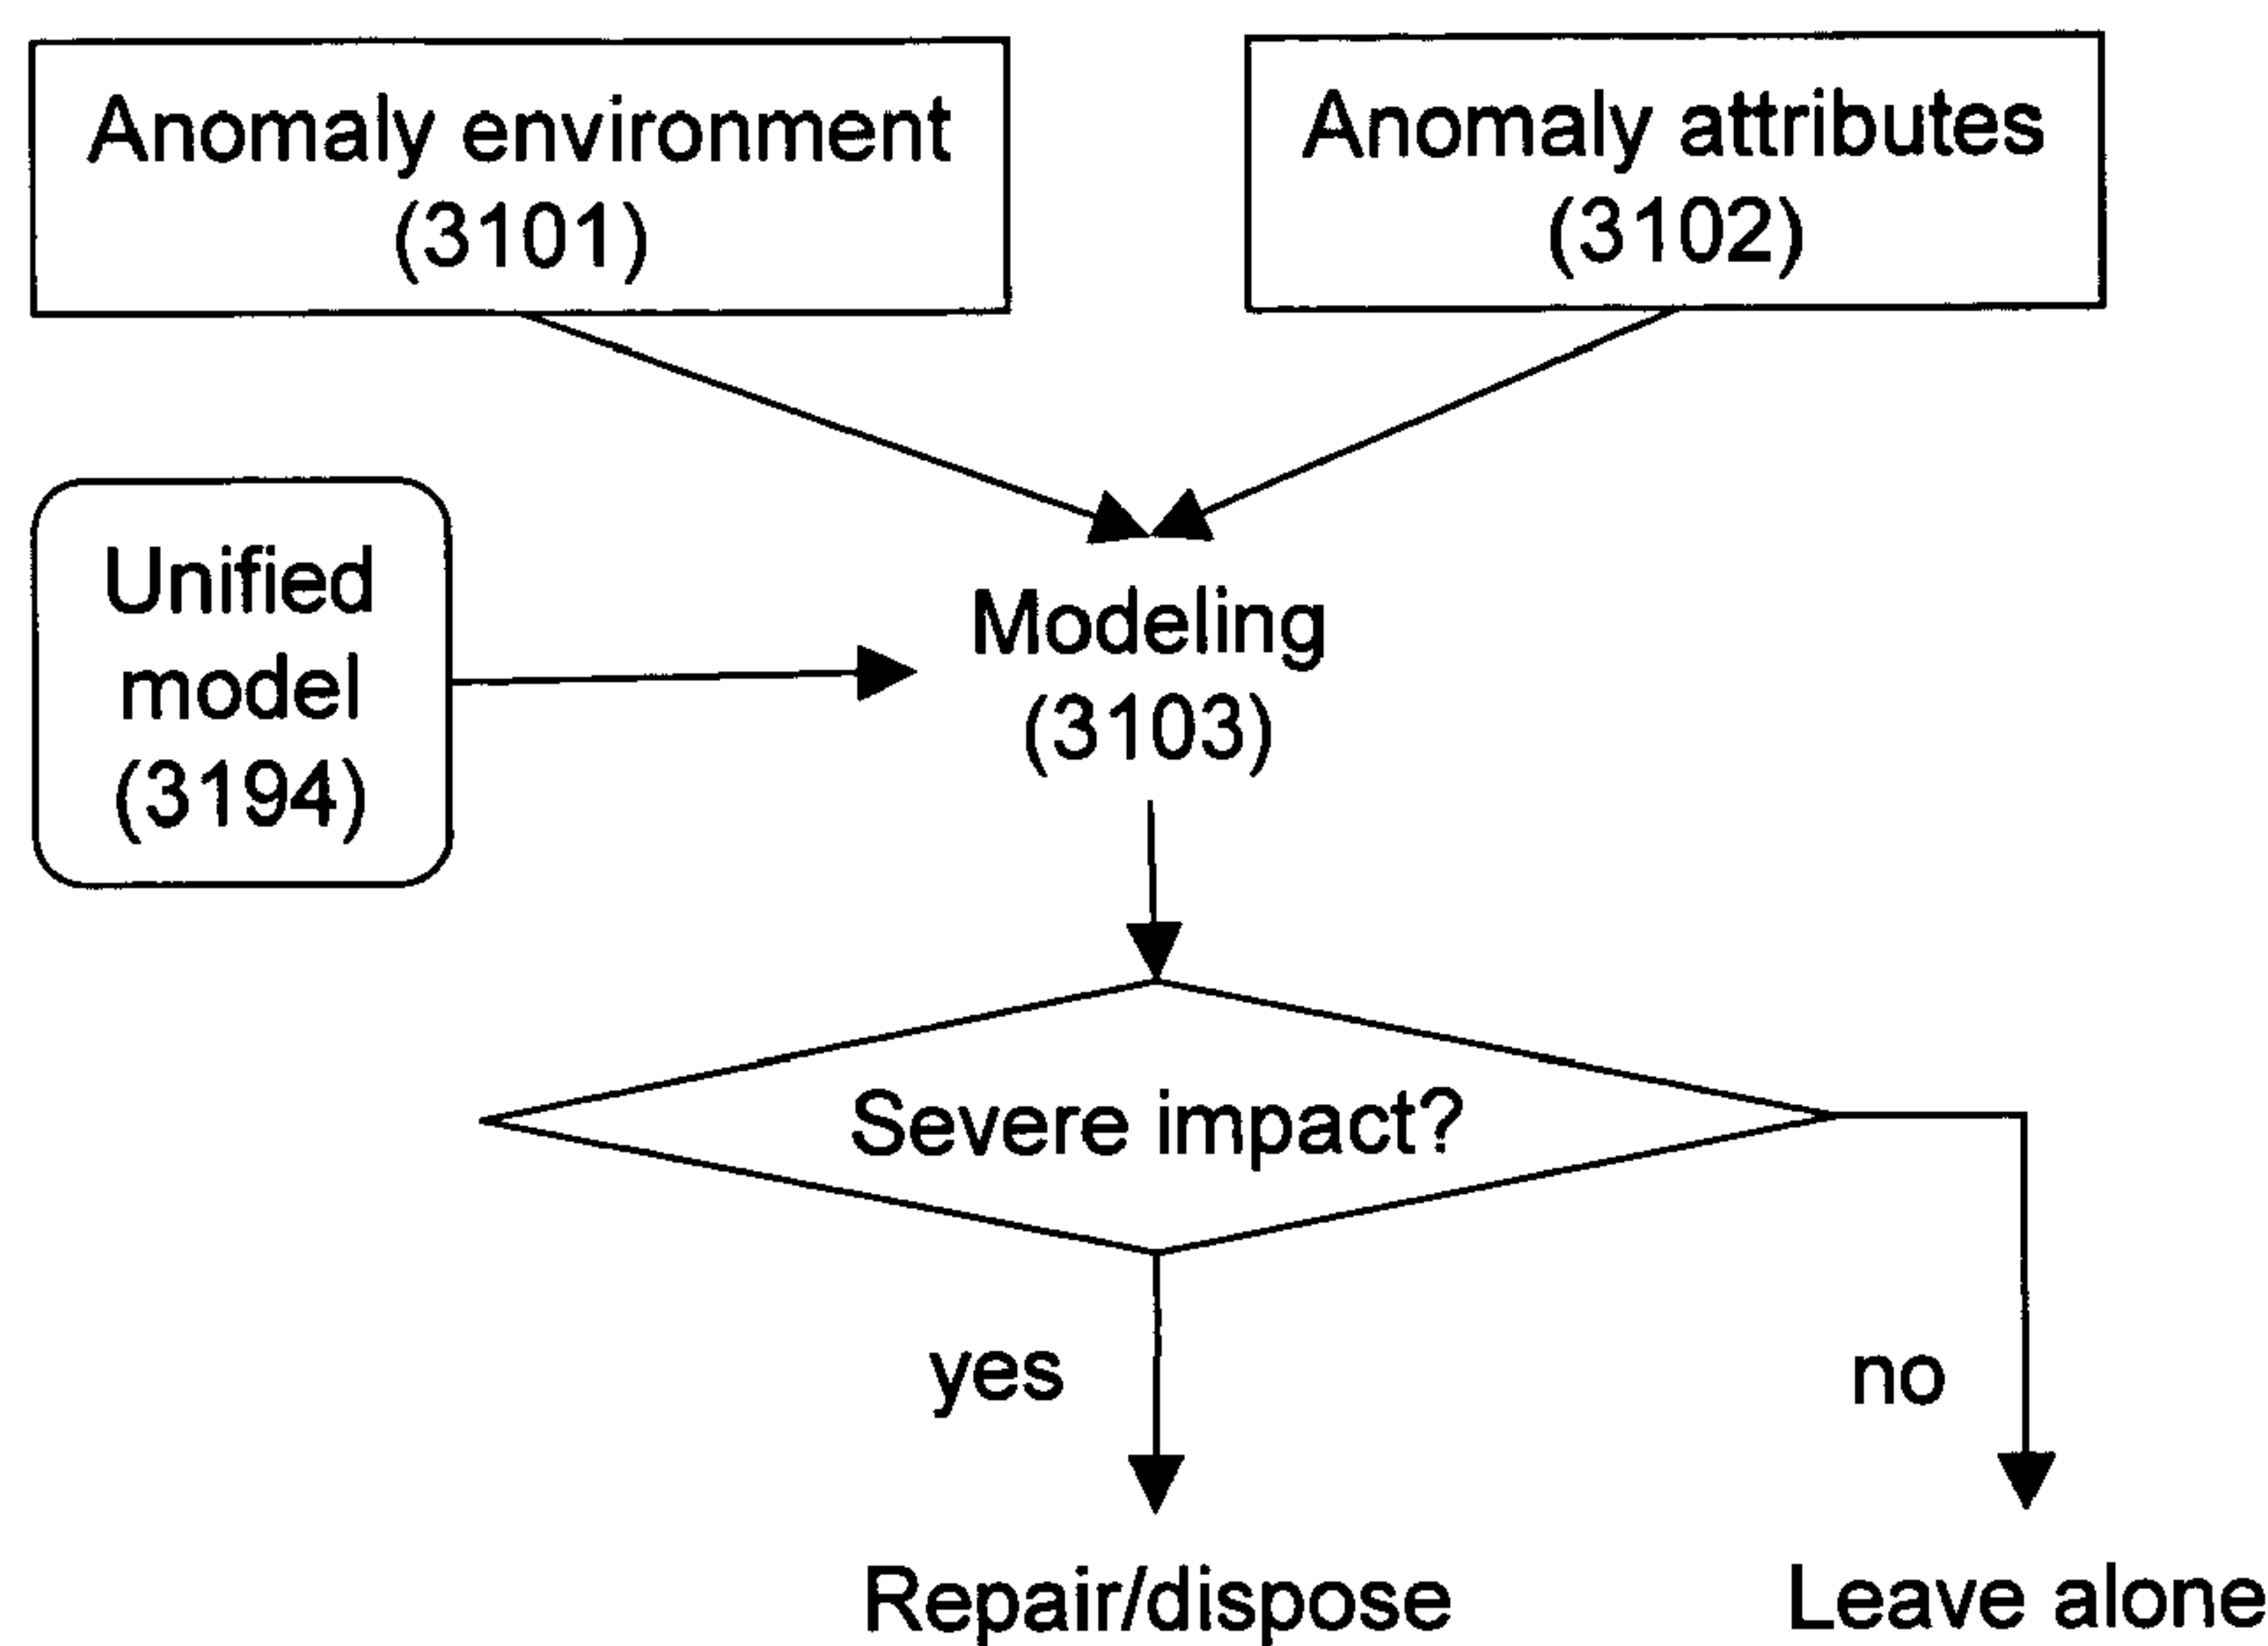 Anomaly environment
(3101)
Anomaly attributes
(3102)
Unified
model
(3194)
Modeling
(3103)
Severe impact?
yes
no
Repair/dispose
Leave alone